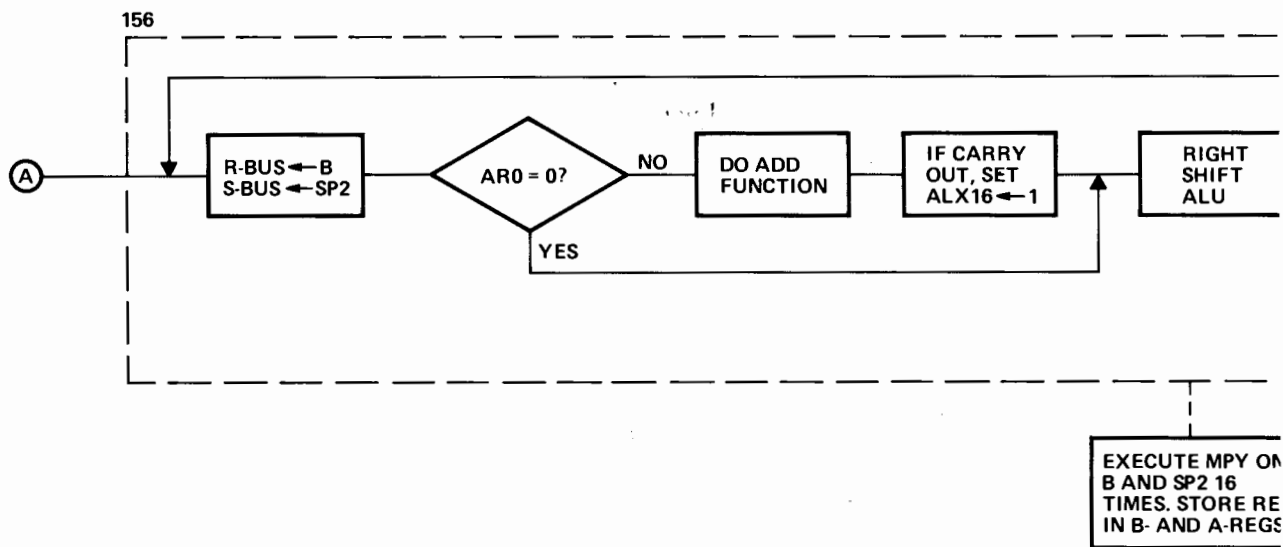 156
A
R-BUS ← B
S-BUS ← SP2
AR0 = 0?
NO
YES
DO ADD
FUNCTION
IF CARRY
OUT, SET
ALX16 ← 1
RIGHT
SHIFT
ALU
EXECUTE MPY ON
B AND SP2 16
TIMES. STORE RE
IN B- AND A-REGS